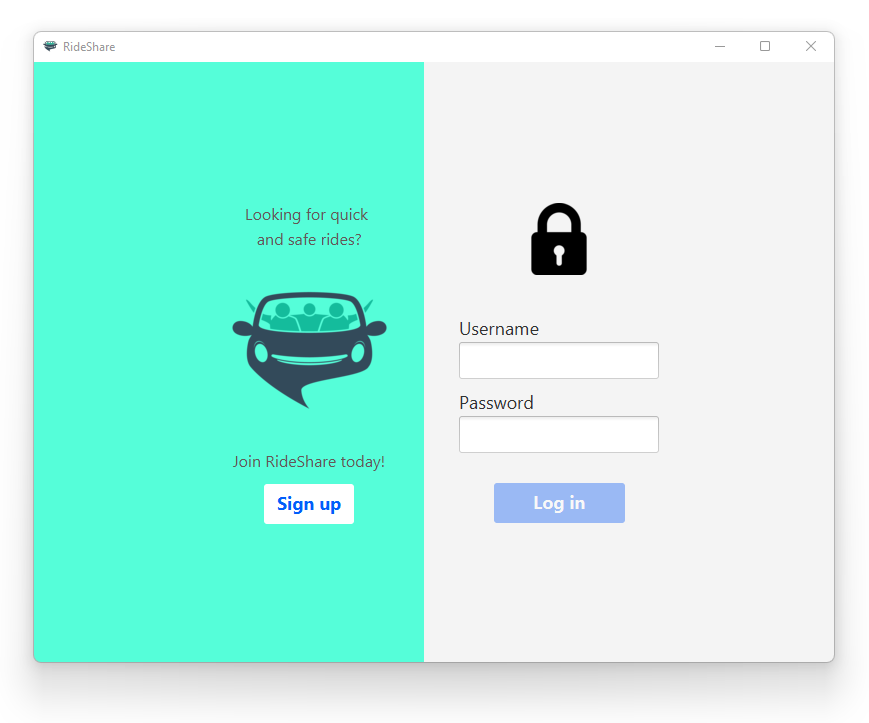 RideShare
Looking for quick
and safe rides?
Join RideShare today!
Sign up
Username
Password
Log in